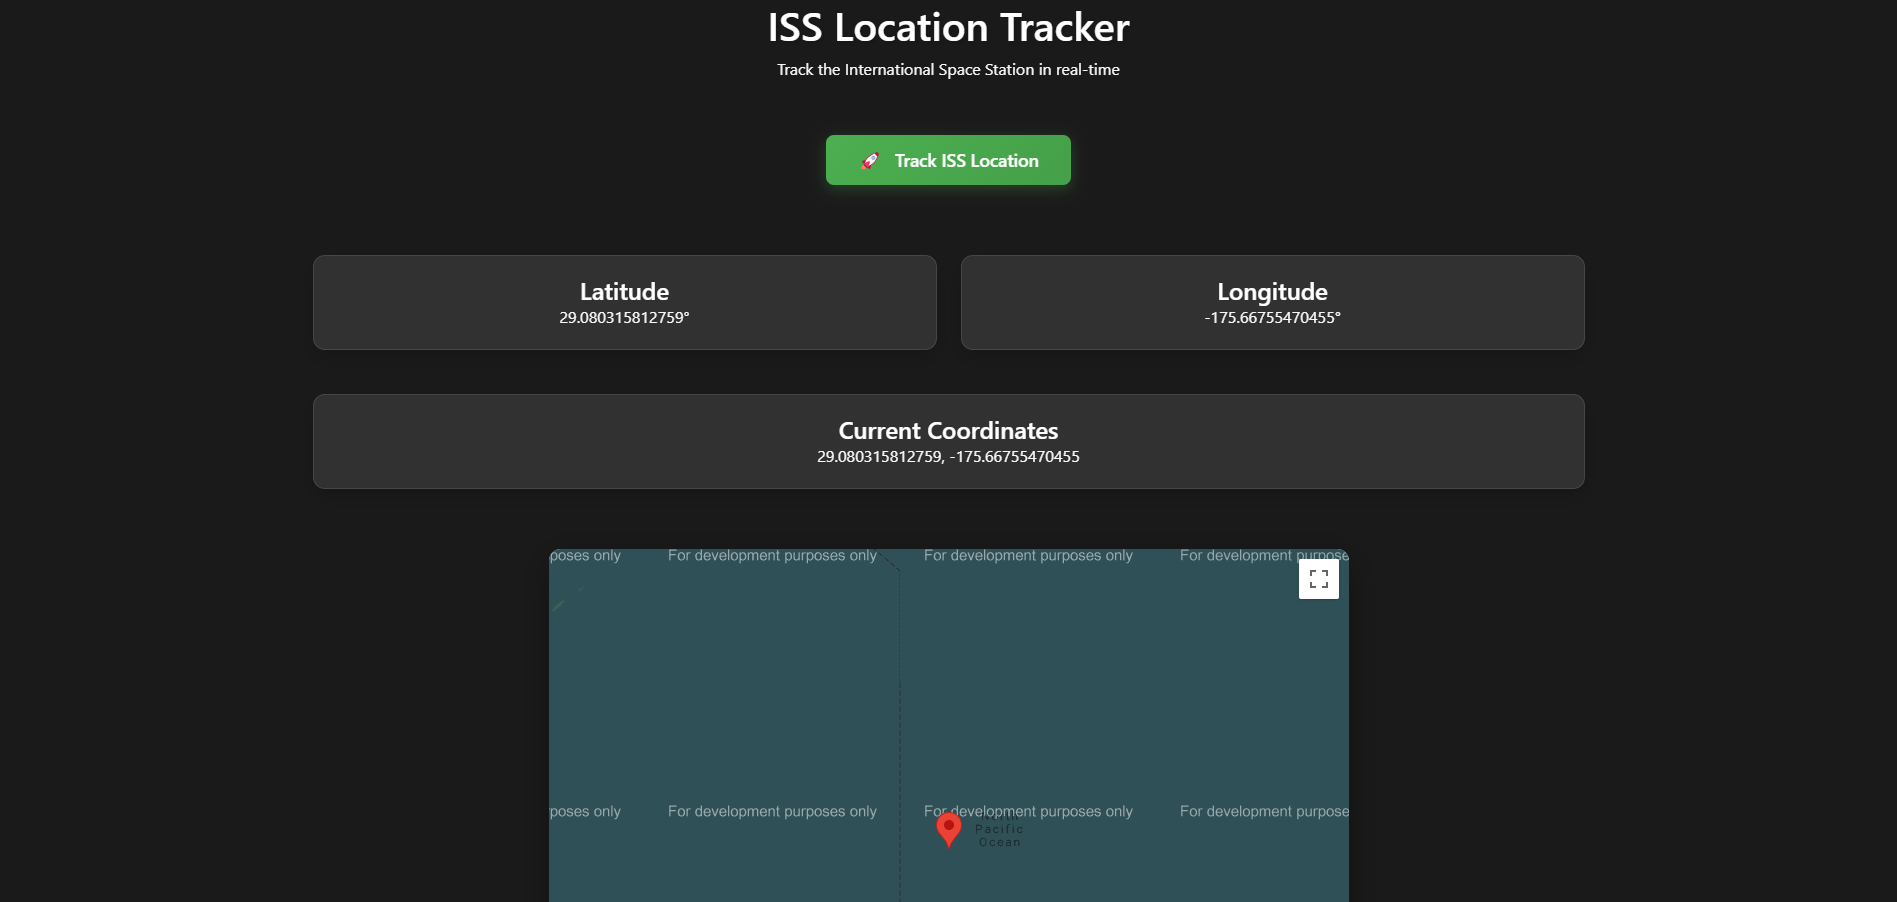 ISS Location Tracker
Track the International Space Station in real-time
🚀 Track ISS Location
Latitude
29.080315812759°
Longitude
-175.66755470455°
Current Coordinates
29.080315812759, -175.66755470455
poses only For development purposes only For development purposes only For development purpose
rposes only For development purposes only For development purposes only For development purpose
North
Pacific
Ocean